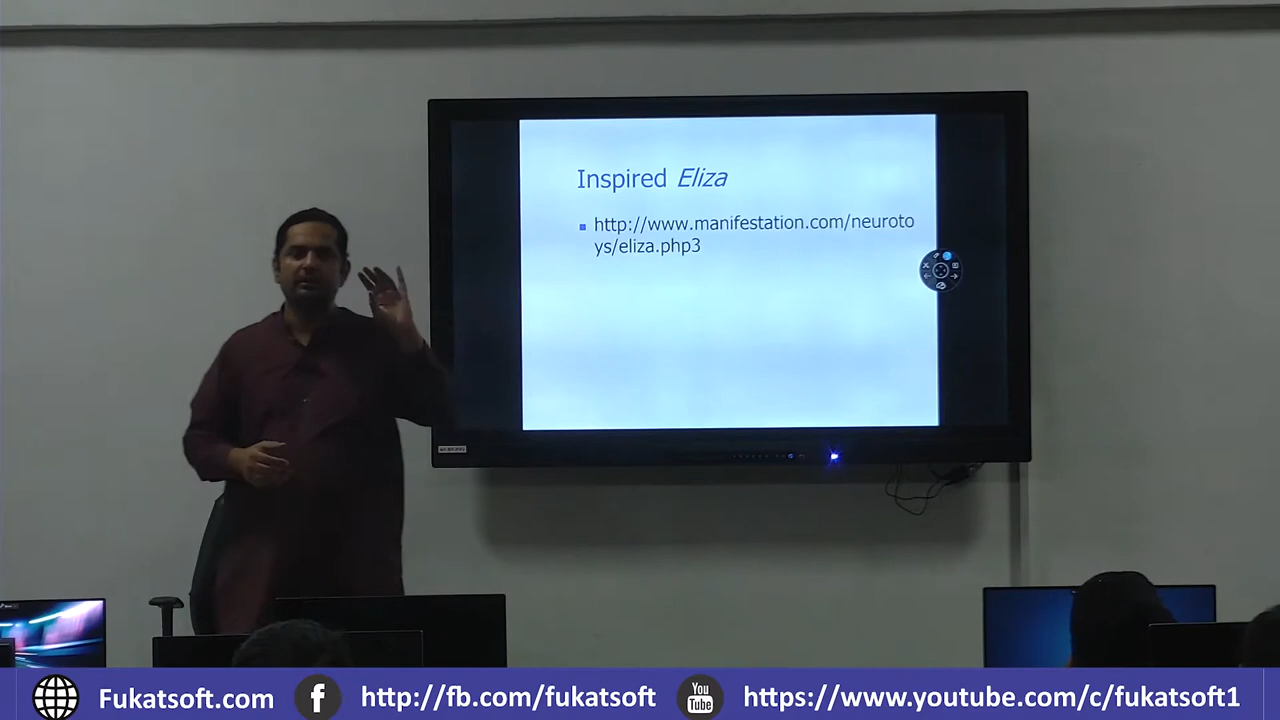 Inspired Eliza
http://www.manifestation.com/neuroto
ys/eliza.php3
Fukatsoft.com
http://fb.com/fukatsoft
You
Tube
https://www.youtube.com/c/fukatsoft1